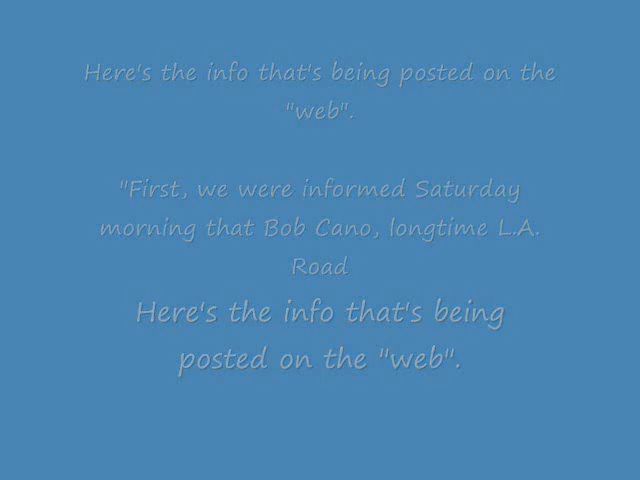 Here's the info that's being posted on the
"web".
"First, we were informed Saturday
morning that Bob Cano, longtime L.A.
Road
Here's the info that's being
posted on the "web".